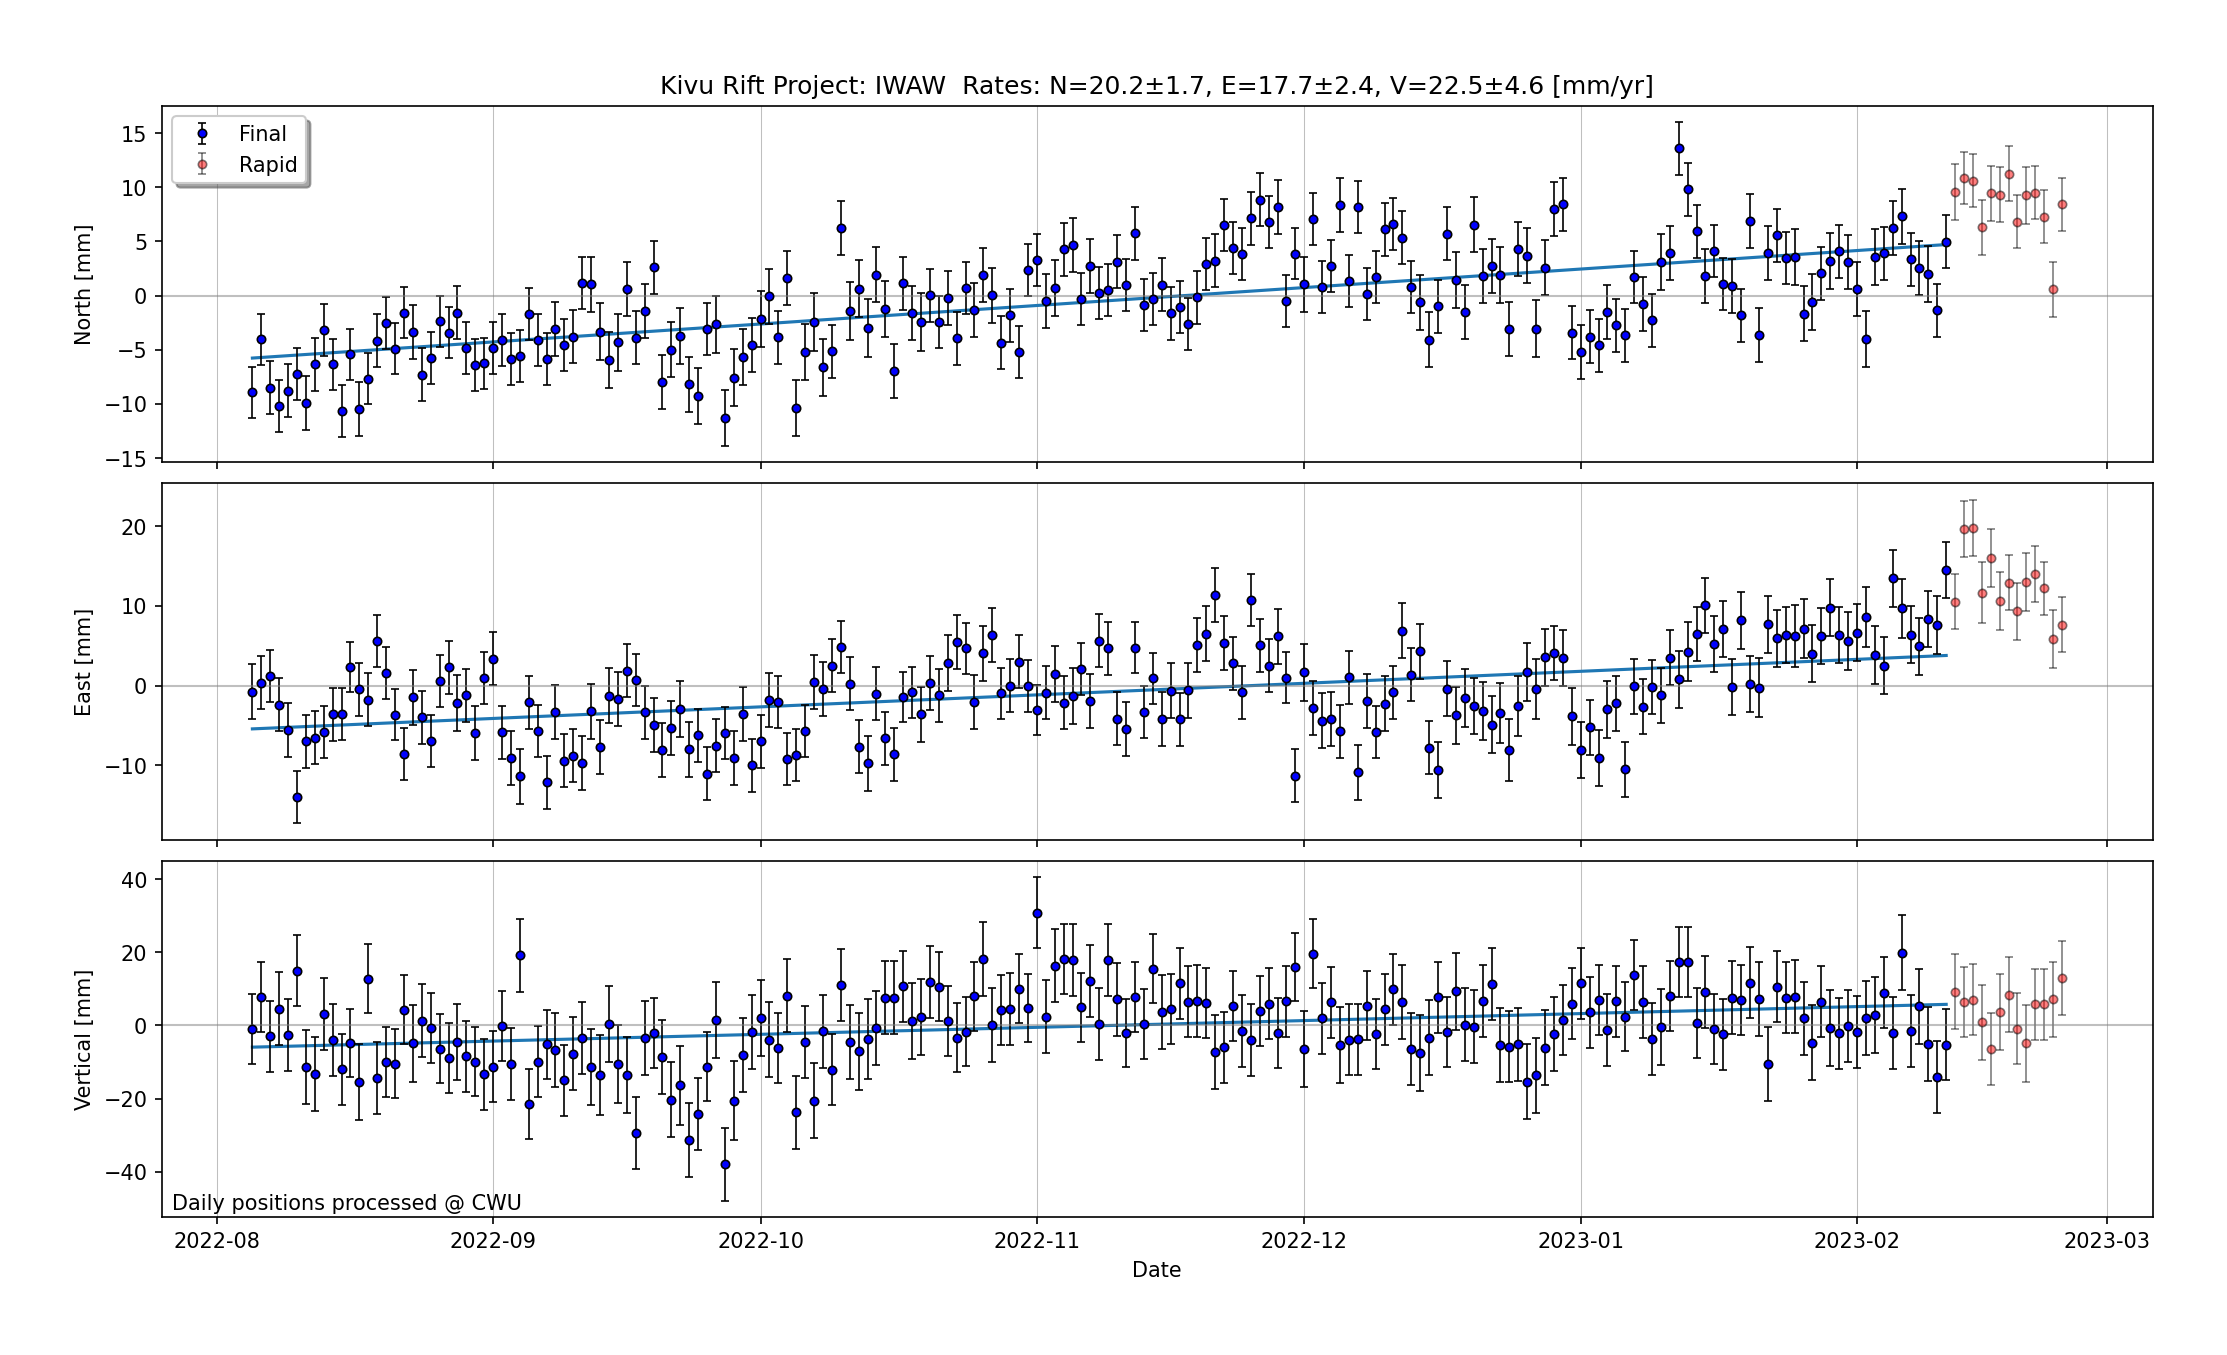 Kivu Rift Project: IWAW  Rates: N=20.2±1.7, E=17.7±2.4, V=22.5±4.6 [mm/yr]
Final
Rapid
North [mm]
15
10
5
0
−5
−10
−15
East [mm]
20
10
0
−10
Vertical [mm]
40
20
0
−20
−40
Daily positions processed @ CWU
2022-08 2022-09 2022-10 2022-11 2022-12 2023-01 2023-02 2023-03
Date